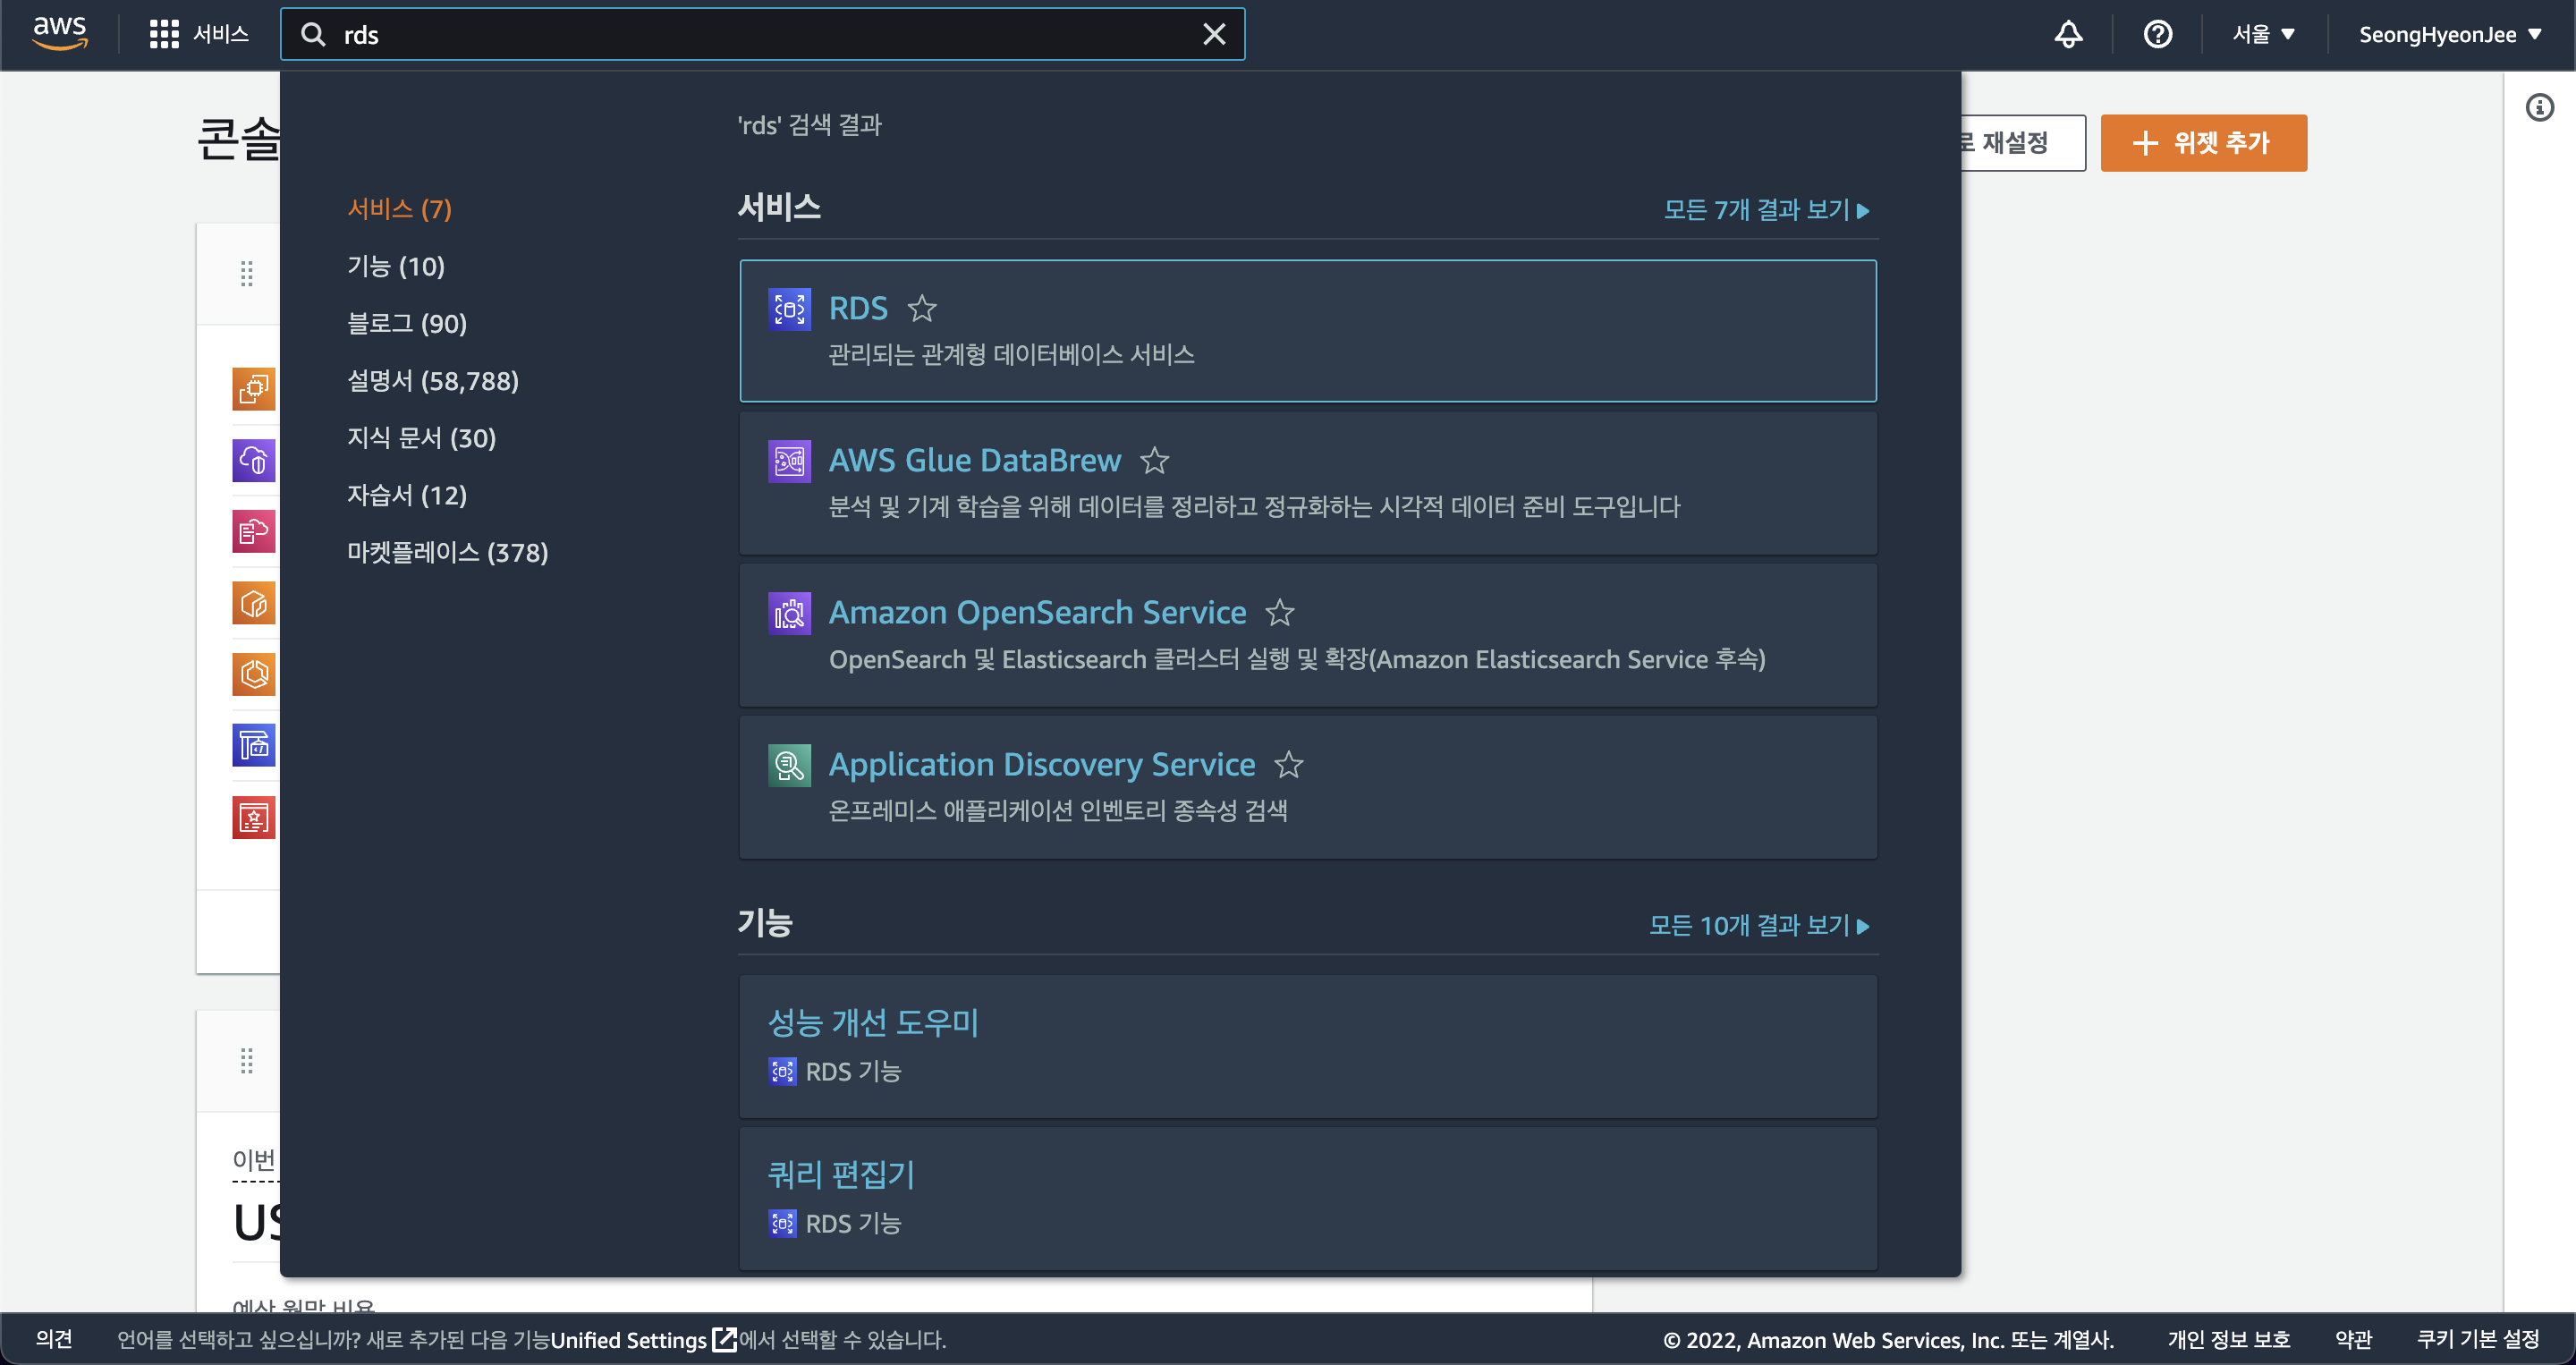 aws
서비스
rds
서울
SeongHyeonJee
콘솔
로 재설정
위젯 추가
'rds' 검색 결과
서비스 (7)
기능 (10)
블로그 (90)
설명서 (58,788)
지식 문서 (30)
자습서 (12)
마켓플레이스 (378)
서비스
모든 7개 결과 보기
RDS
관리되는 관계형 데이터베이스 서비스
AWS Glue DataBrew
분석 및 기계 학습을 위해 데이터를 정리하고 정규화하는 시각적 데이터 준비 도구입니다
Amazon OpenSearch Service
OpenSearch 및 Elasticsearch 클러스터 실행 및 확장(Amazon Elasticsearch Service 후속)
Application Discovery Service
온프레미스 애플리케이션 인벤토리 종속성 검색
기능
모든 10개 결과 보기
성능 개선 도우미
RDS 기능
쿼리 편집기
RDS 기능
이번
US
예상 월말 비용
의견
언어를 선택하고 싶으십니까? 새로 추가된 다음 기능Unified Settings에서 선택할 수 있습니다.
© 2022, Amazon Web Services, Inc. 또는 계열사.
개인 정보 보호
약관
쿠키 기본 설정